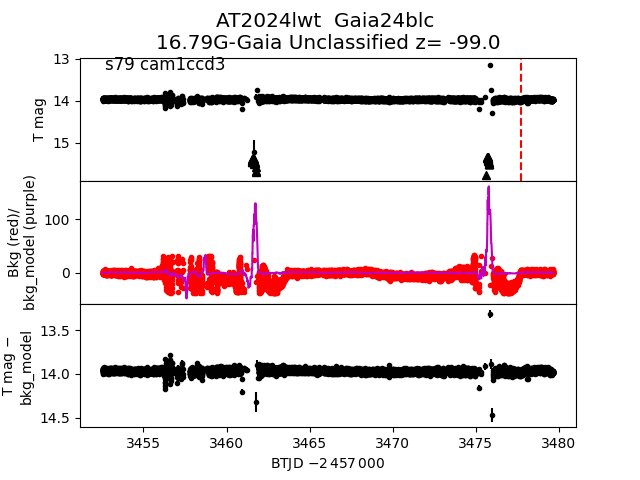 AT2024lwt  Gaia24blc
16.79G-Gaia Unclassified z= -99.0
s79 cam1ccd3
T mag
13
14
15
Bkg (red)/
bkg_model (purple)
100
0
T mag −
bkg_model
13.5
14.0
14.5
3455
3460
3465
3470
3475
3480
BTJD −2 457 000